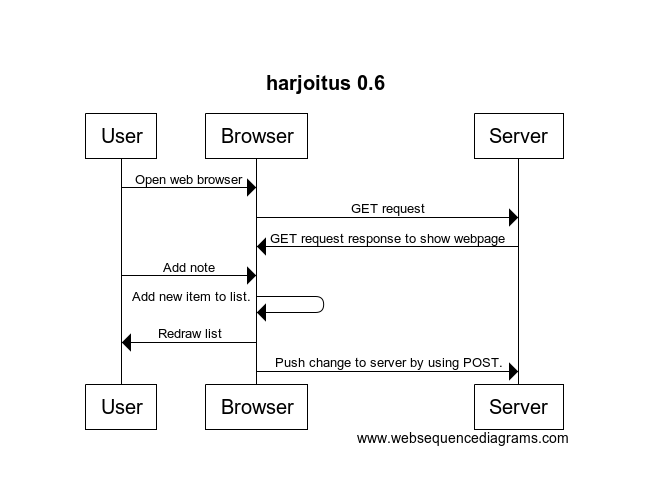 harjoitus 0.6
User
Browser
Server
Open web browser
GET request
GET request response to show webpage
Add note
Add new item to list.
Redraw list
Push change to server by using POST.
User
Browser
Server
www.websequencediagrams.com